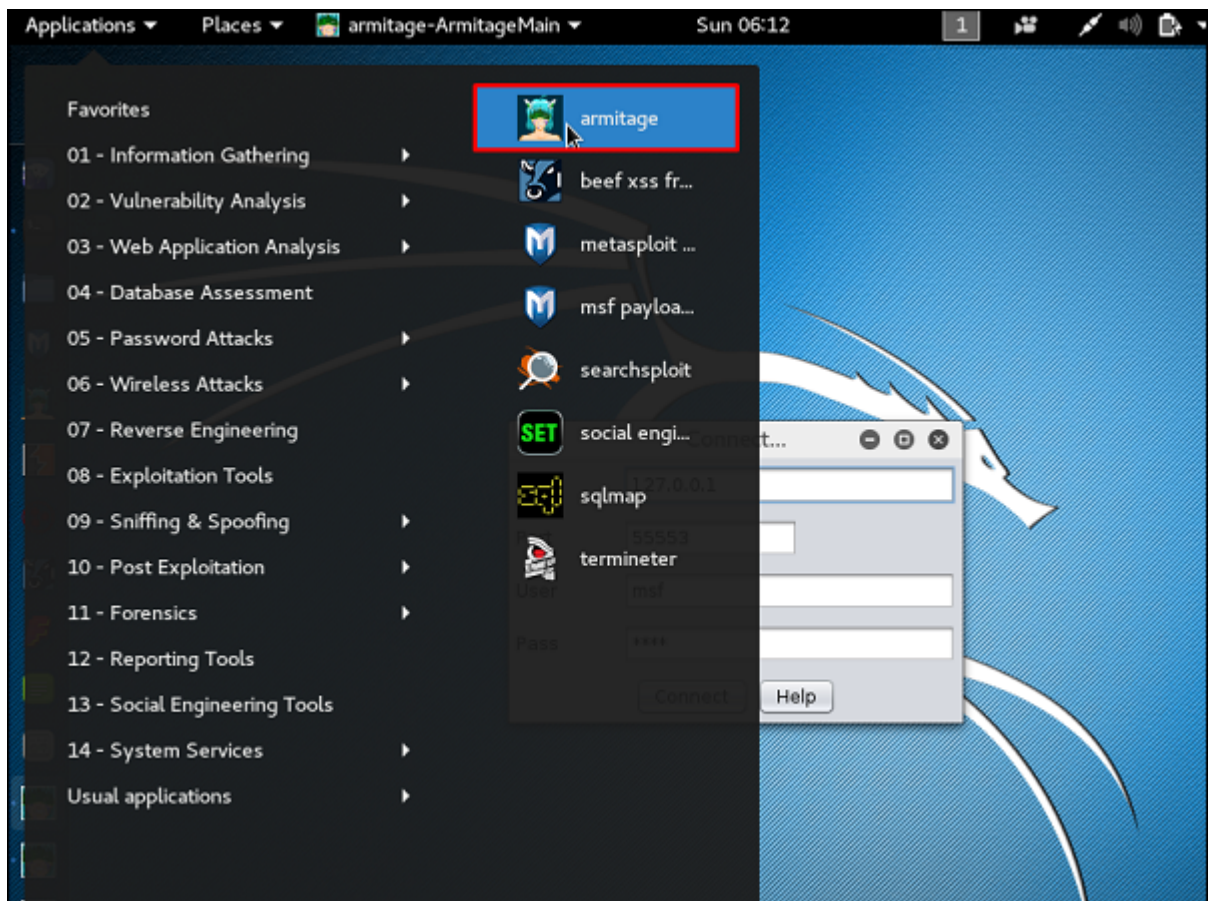 Applications Places armitage-ArmitageMain Sun 06:12 1
Favorites
01 - Information Gathering
02 - Vulnerability Analysis
03 - Web Application Analysis
04 - Database Assessment
05 - Password Attacks
06 - Wireless Attacks
07 - Reverse Engineering
08 - Exploitation Tools
09 - Sniffing & Spoofing
10 - Post Exploitation
11 - Forensics
12 - Reporting Tools
13 - Social Engineering Tools
14 - System Services
Usual applications
armitage
beef xss fr...
metasploit ...
msf payloa...
searchsploit
SET social engi...
sql sqlmap
termineter
Connect...
127.0.0.1
55553
User msf
Pass ****
Connect Help